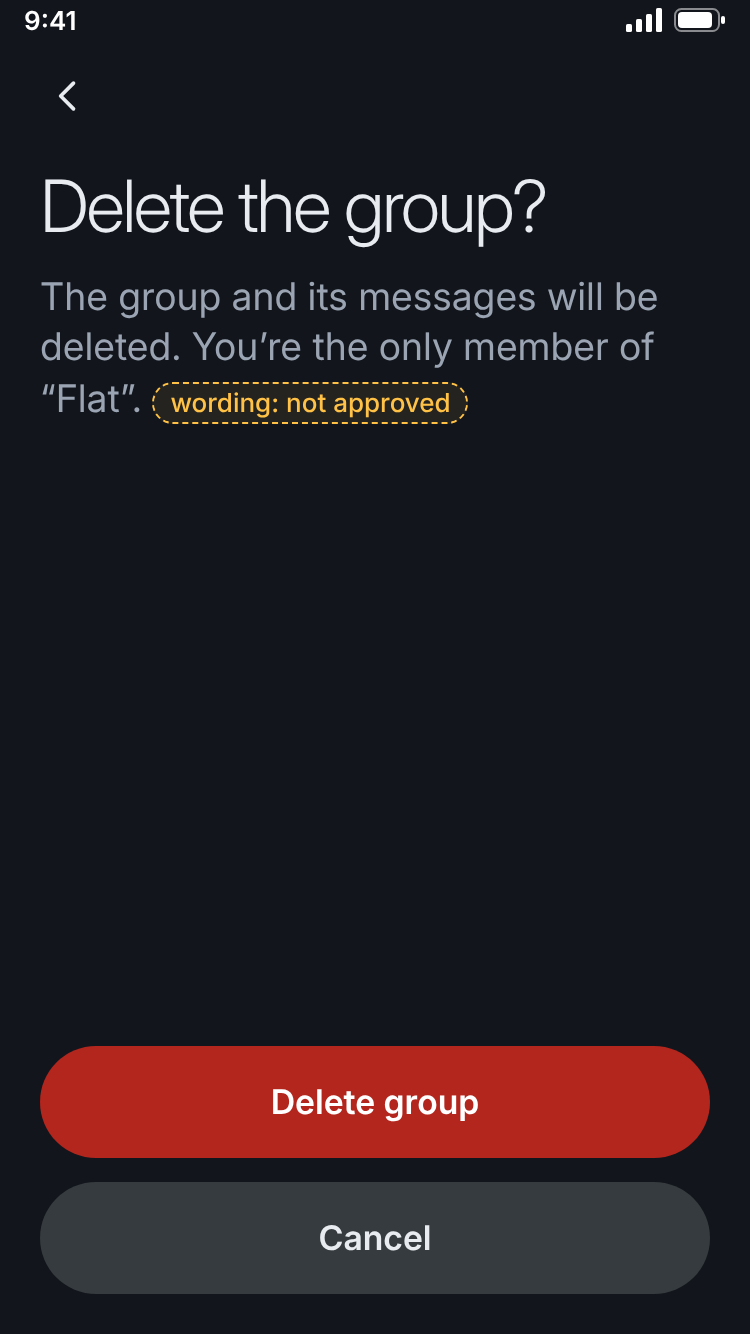 9:41
Delete the group?
The group and its messages will be
deleted. You’re the only member of
“Flat”. wording: not approved
Delete group
Cancel